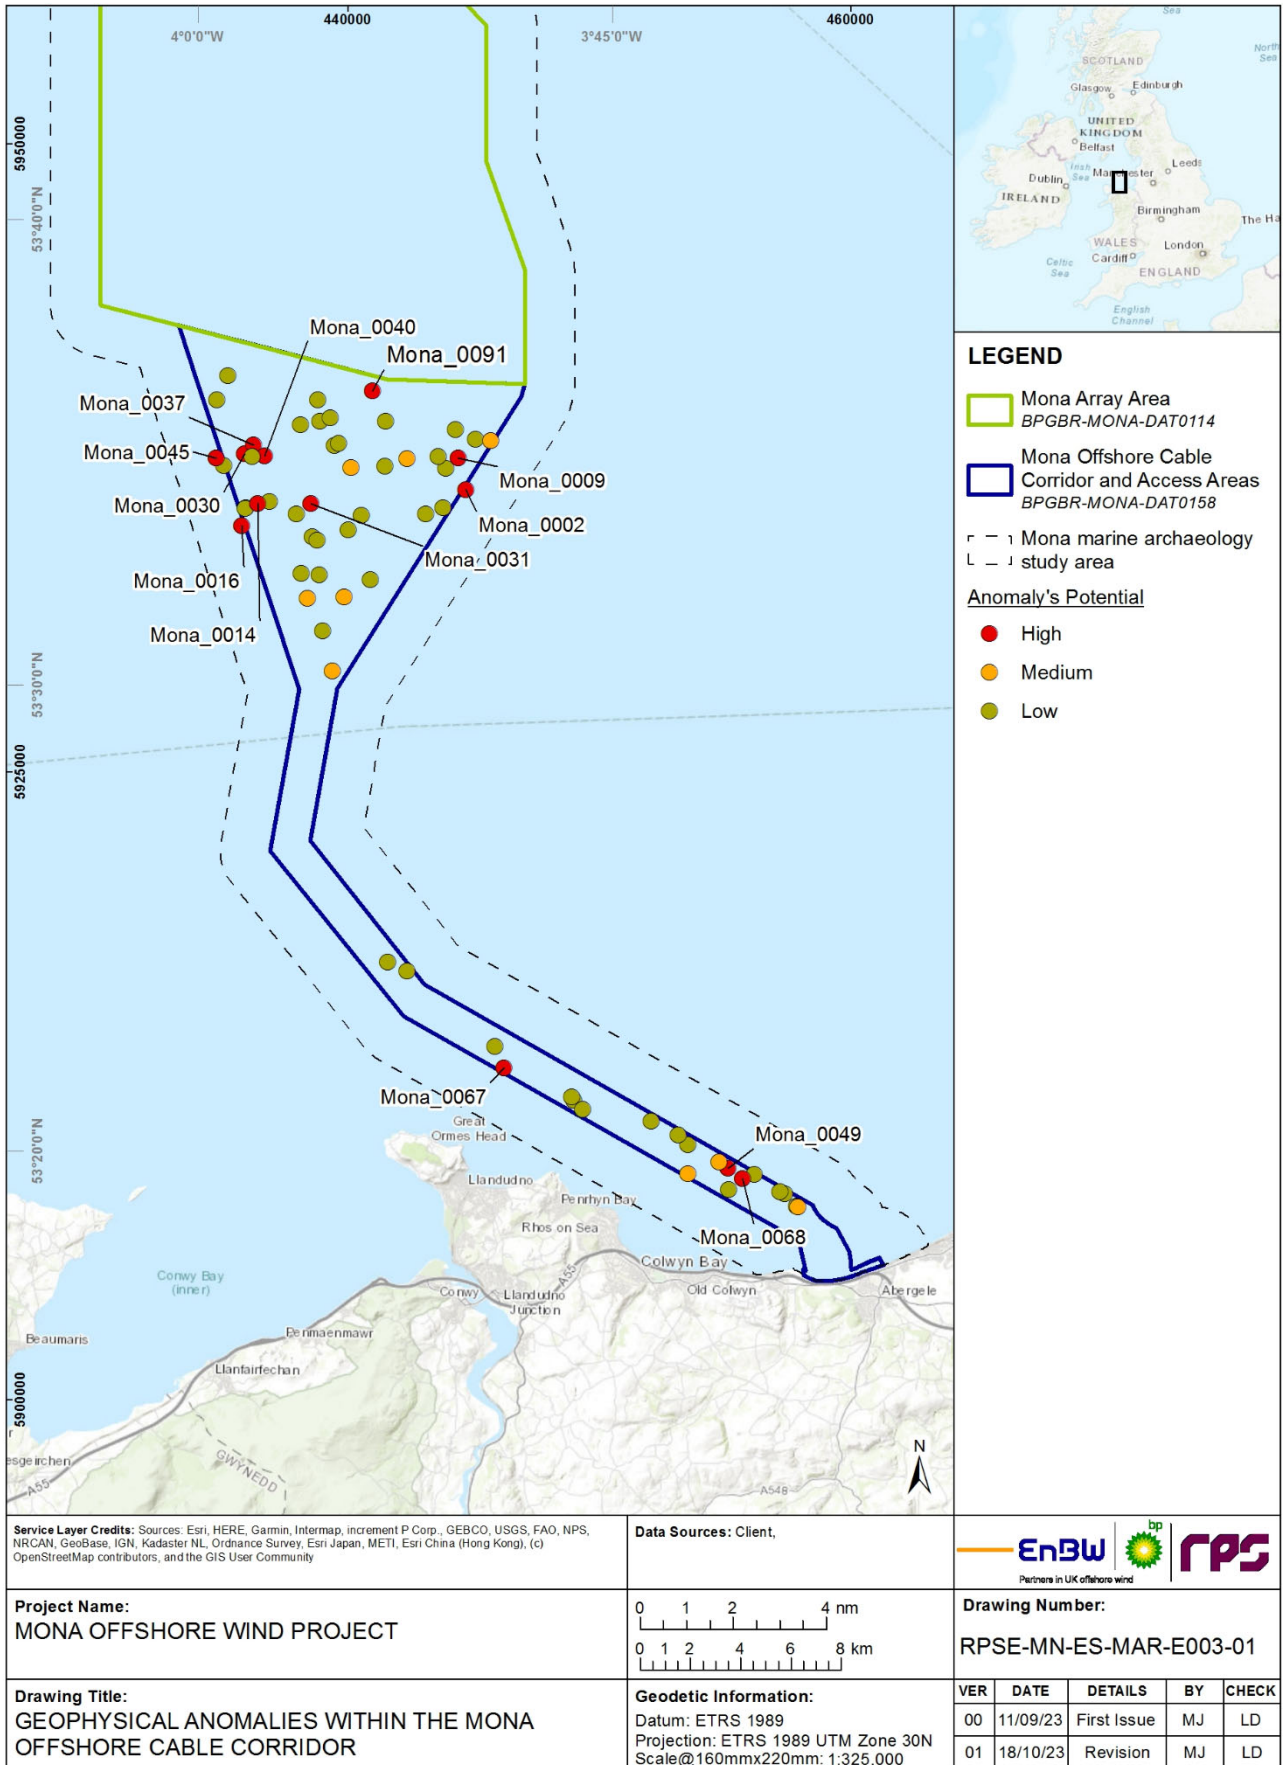 440000
460000
4°0'0"W
3°45'0"W
5950000
53°40'0"N
53°30'0"N
5925000
53°20'0"N
5900000
Mona_0040
Mona_0091
Mona_0037
Mona_0045
Mona_0030
Mona_0009
Mona_0002
Mona_0031
Mona_0016
Mona_0014
Mona_0067
Mona_0049
Mona_0068
Great
Ormes Head
Llandudno
Penrhyn Bay
Rhos on Sea
Colwyn Bay
Old Colwyn
Abergele
Conwy Bay
(inner)
Conwy
Llandudno
Junction
A55
Beaumaris
Penmaenmawr
Llanfairfechan
GWYNEDD
A55
A548
N
Sea
North
Sea
SCOTLAND
Glasgow
Edinburgh
UNITED
KINGDOM
Belfast
Irish
Sea
Leeds
Dublin
Manchester
IRELAND
Birmingham
The Ha
WALES
London
Cardiff
Celtic
Sea
ENGLAND
English
Channel
LEGEND
Mona Array Area
BPGBR-MONA-DAT0114
Mona Offshore Cable
Corridor and Access Areas
BPGBR-MONA-DAT0158
Mona marine archaeology
study area
Anomaly's Potential
High
Medium
Low
Service Layer Credits: Sources: Esri, HERE, Garmin, Intermap, increment P Corp., GEBCO, USGS, FAO, NPS,
NRCAN, GeoBase, IGN, Kadaster NL, Ordnance Survey, Esri Japan, METI, Esri China (Hong Kong), (c)
OpenStreetMap contributors, and the GIS User Community
Data Sources: Client,
EnBW
bp
rps
Partners in UK offshore wind
Project Name:
MONA OFFSHORE WIND PROJECT
0 1 2 4 nm
0 1 2 4 6 8 km
Drawing Number:
RPSE-MN-ES-MAR-E003-01
Drawing Title:
GEOPHYSICAL ANOMALIES WITHIN THE MONA
OFFSHORE CABLE CORRIDOR
Geodetic Information:
Datum: ETRS 1989
Projection: ETRS 1989 UTM Zone 30N
Scale@160mmx220mm: 1:325,000
VER DATE DETAILS BY CHECK
00 11/09/23 First Issue MJ LD
01 18/10/23 Revision MJ LD